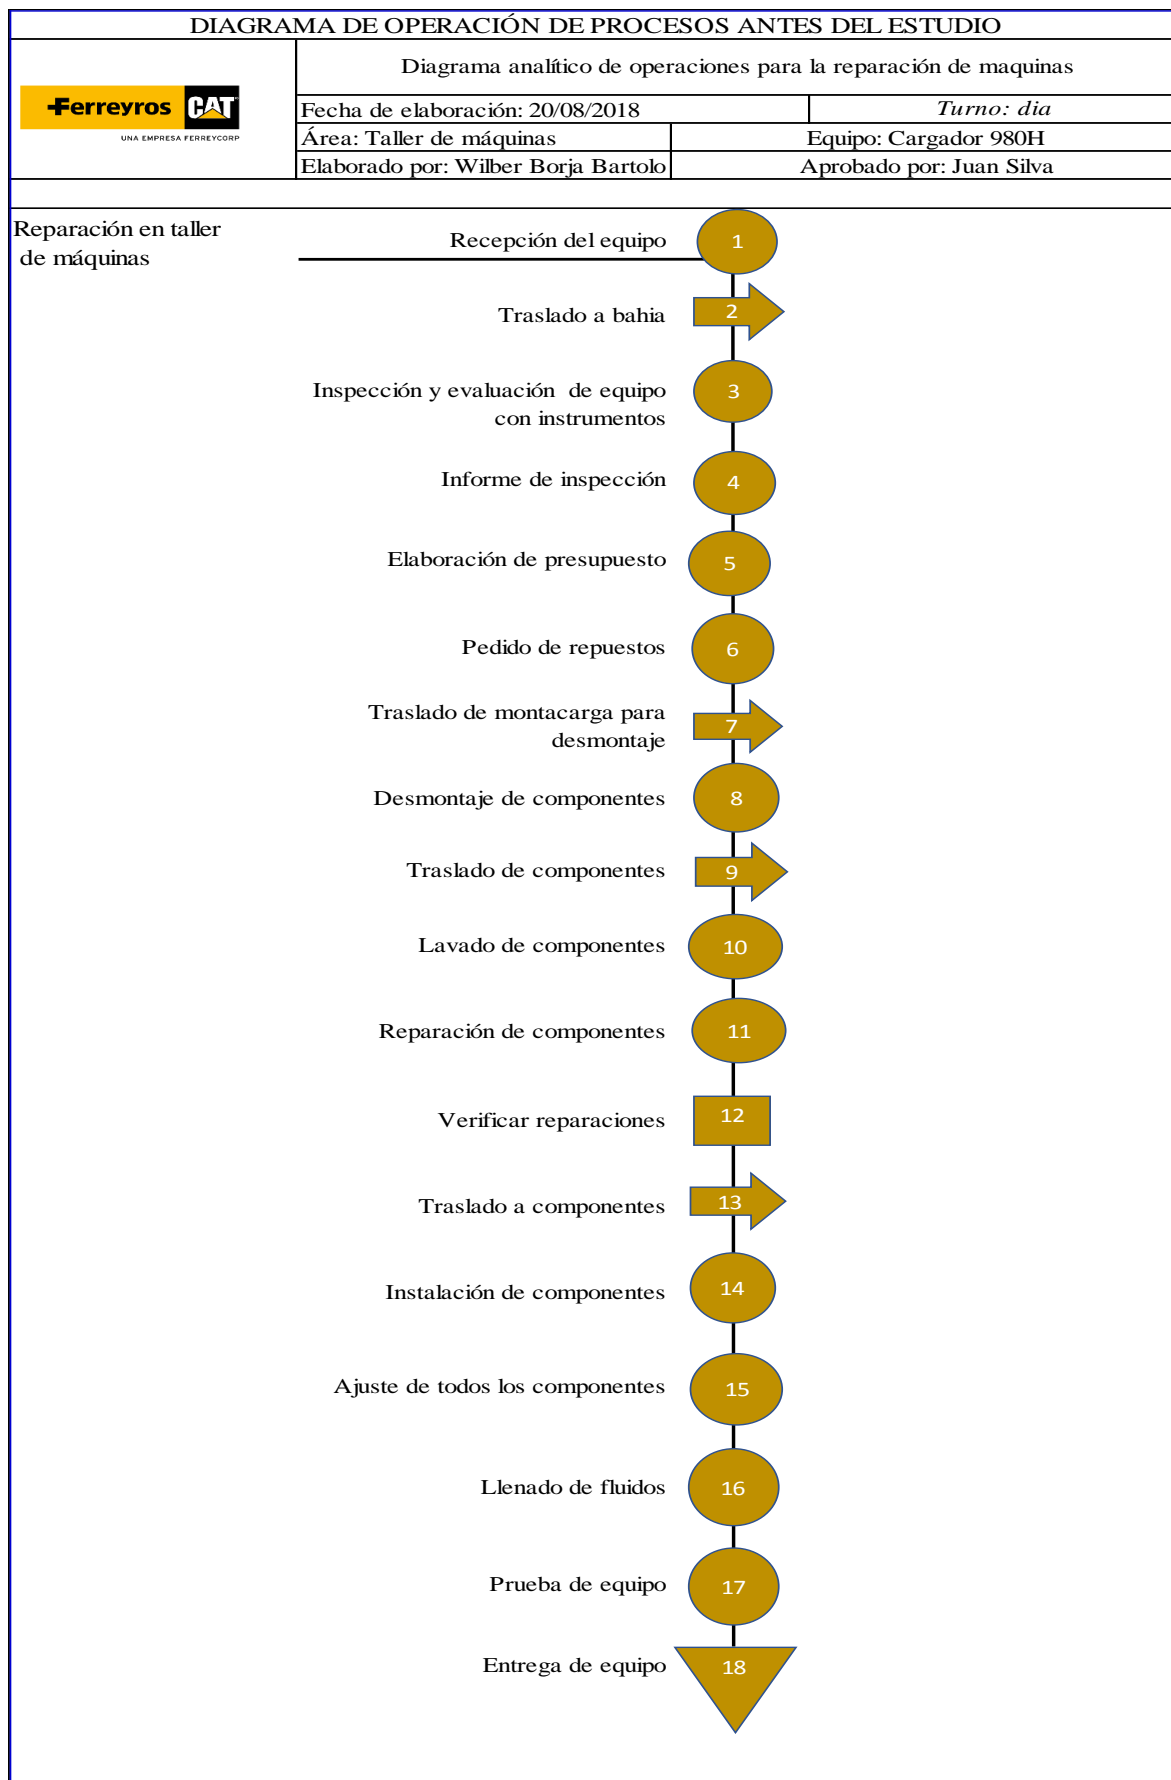 DIAGRAMA DE OPERACIÓN DE PROCESOS ANTES DEL ESTUDIO
Diagrama analítico de operaciones para la reparación de maquinas
Ferreyros CAT
UNA EMPRESA FERREYCORP
Fecha de elaboración: 20/08/2018
Turno: dia
Área: Taller de máquinas
Equipo: Cargador 980H
Elaborado por: Wilber Borja Bartolo
Aprobado por: Juan Silva
Reparación en taller
de máquinas
Recepción del equipo
1
Traslado a bahia
2
Inspección y evaluación de equipo
con instrumentos
3
Informe de inspección
4
Elaboración de presupuesto
5
Pedido de repuestos
6
Traslado de montacarga para
desmontaje
7
Desmontaje de componentes
8
Traslado de componentes
9
Lavado de componentes
10
Reparación de componentes
11
Verificar reparaciones
12
Traslado a componentes
13
Instalación de componentes
14
Ajuste de todos los componentes
15
Llenado de fluidos
16
Prueba de equipo
17
Entrega de equipo
18